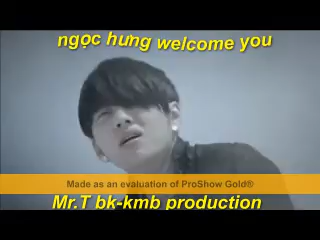 ngọc hưng welcome you
Made as an evaluation of ProShow Gold®
Mr.T bk-kmb production